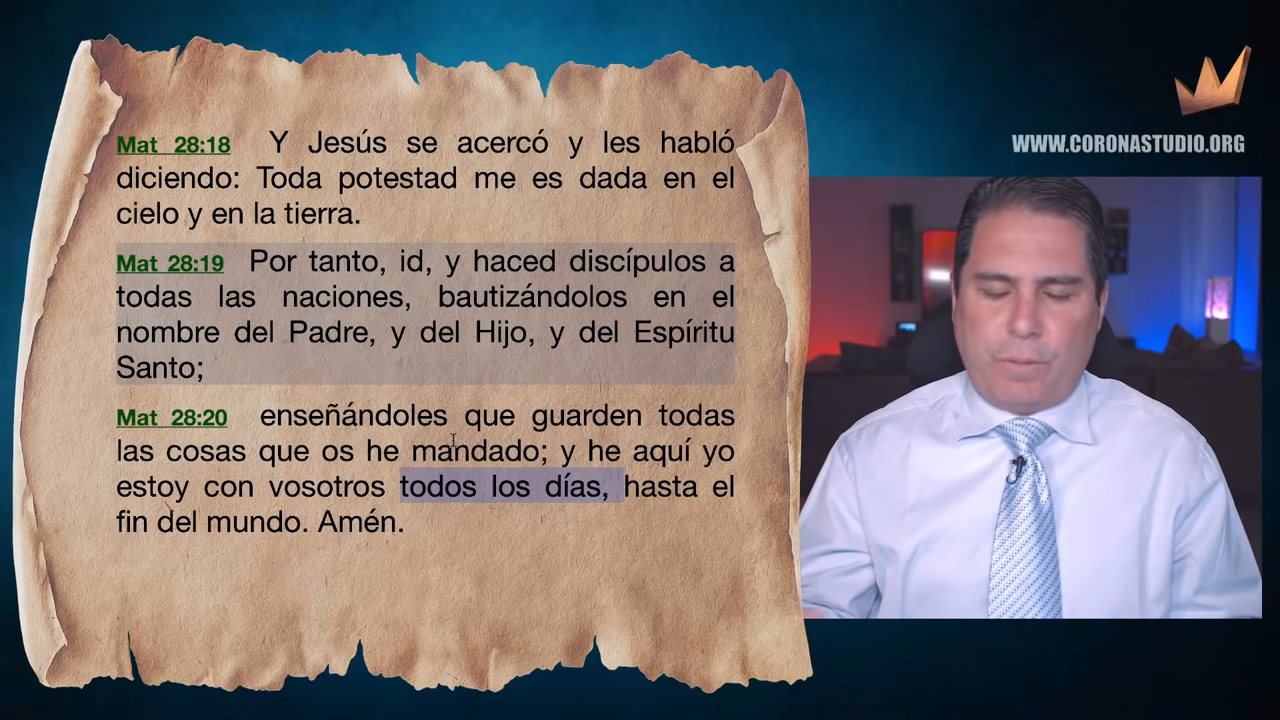 Mat 28:18 Y Jesús se acercó y les habló
diciendo: Toda potestad me es dada en el
cielo y en la tierra.
Mat 28:19 Por tanto, id, y haced discípulos a
todas las naciones, bautizándolos en el
nombre del Padre, y del Hijo, y del Espíritu
Santo;
Mat 28:20 enseñándoles que guarden todas
las cosas que os he mandado; y he aquí yo
estoy con vosotros todos los días, hasta el
fin del mundo. Amén.
WWW.CORONASTUDIO.ORG